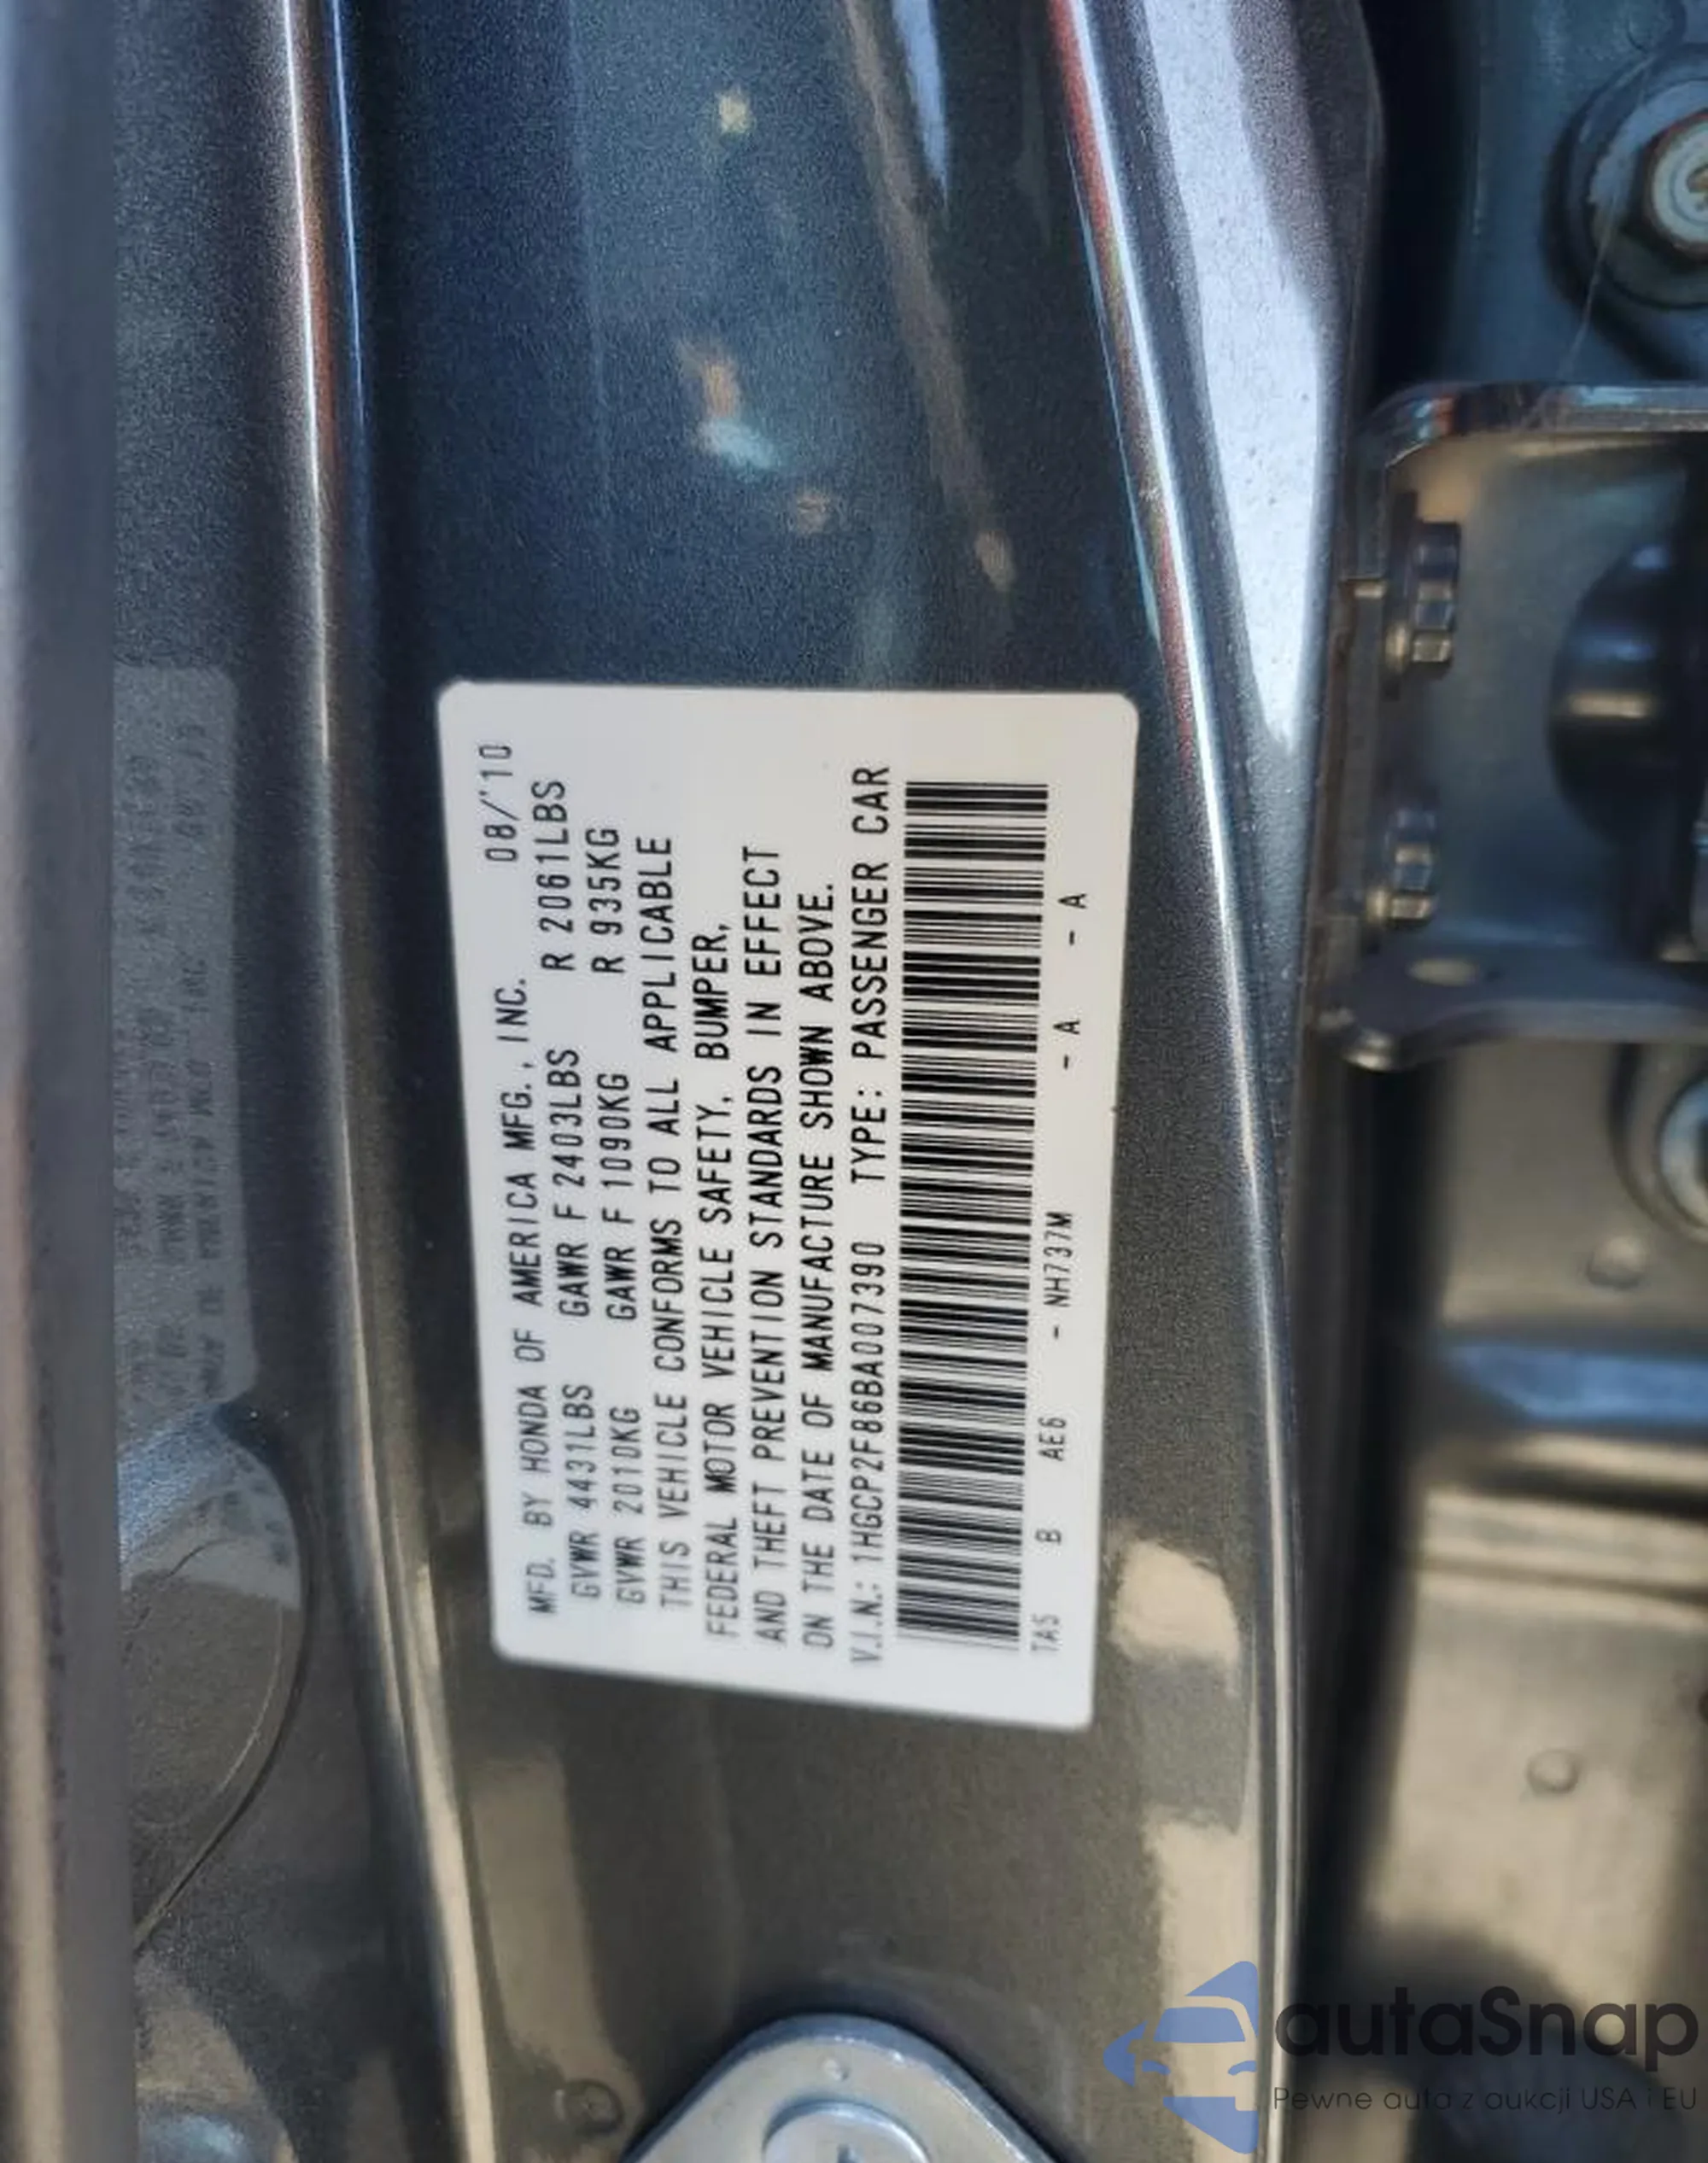 MFD. BY HONDA OF AMERICA MFG., INC. 08/'10
GVWR 4431LBS GAWR F 2403LBS R 2061LBS
GVWR 2010KG GAWR F 1090KG R 935KG
THIS VEHICLE CONFORMS TO ALL APPLICABLE
FEDERAL MOTOR VEHICLE SAFETY, BUMPER,
AND THEFT PREVENTION STANDARDS IN EFFECT
ON THE DATE OF MANUFACTURE SHOWN ABOVE.
V.I.N.: 1HGCP2F86BA007390 TYPE: PASSENGER CAR
TA5 B AE6 - NH737M - A - A
autaSnap
Pewne auta z aukcji USA i EU